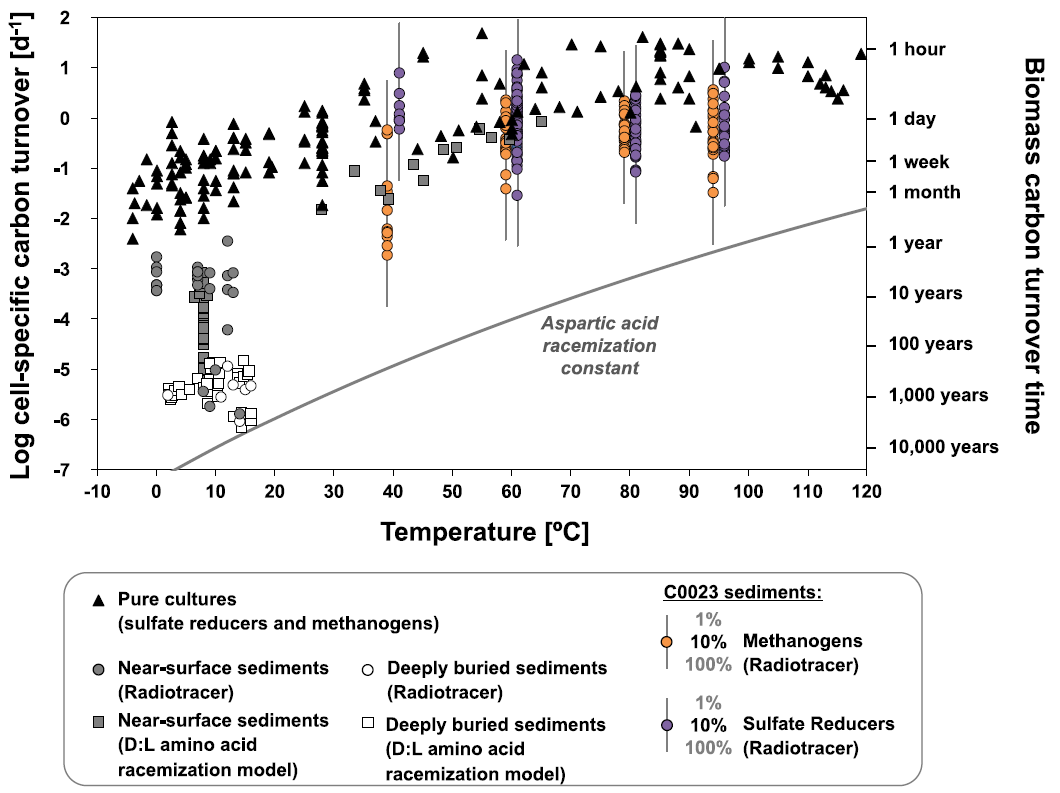 Log cell-specific carbon turnover [d-1]
2
1
0
-1
-2
-3
-4
-5
-6
-7
1 hour
1 day
1 week
1 month
1 year
10 years
100 years
1,000 years
10,000 years
Biomass carbon turnover time
Aspartic acid
racemization
constant
-10 0 10 20 30 40 50 60 70 80 90 100 110 120
Temperature [ºC]
Pure cultures
(sulfate reducers and methanogens)
Near-surface sediments
(Radiotracer)
Near-surface sediments
(D:L amino acid
racemization model)
Deeply buried sediments
(Radiotracer)
Deeply buried sediments
(D:L amino acid
racemization model)
C0023 sediments:
1%
10% Methanogens
100% (Radiotracer)
1%
10% Sulfate Reducers
100% (Radiotracer)